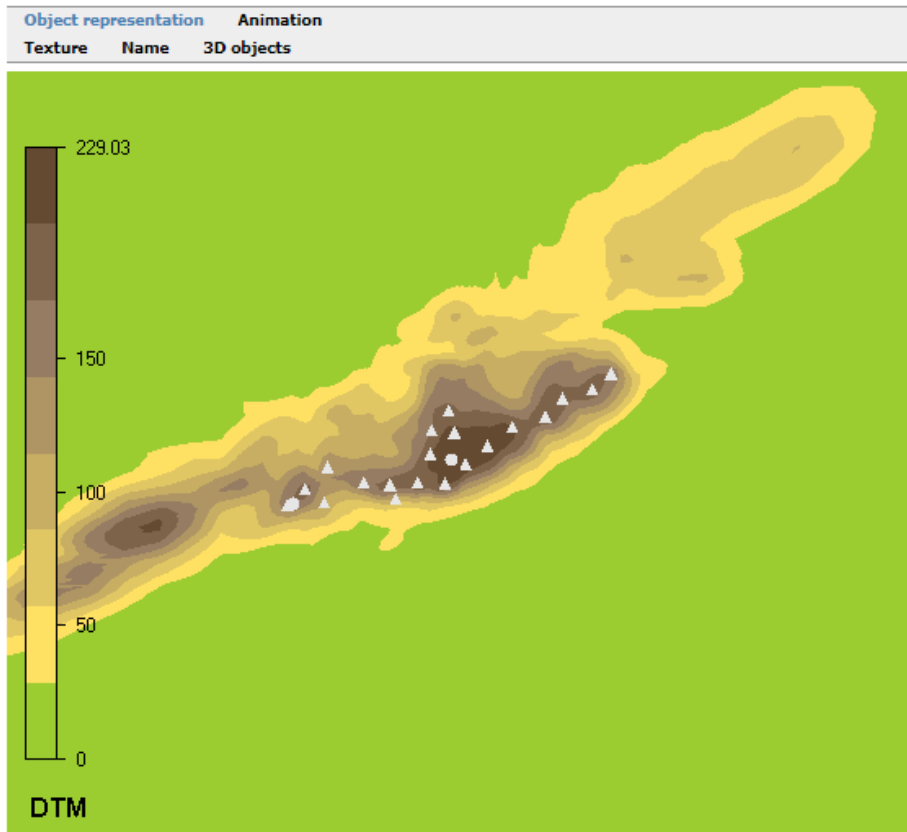 Object representation Animation
Texture Name 3D objects
229.03
150
100
50
0
DTM